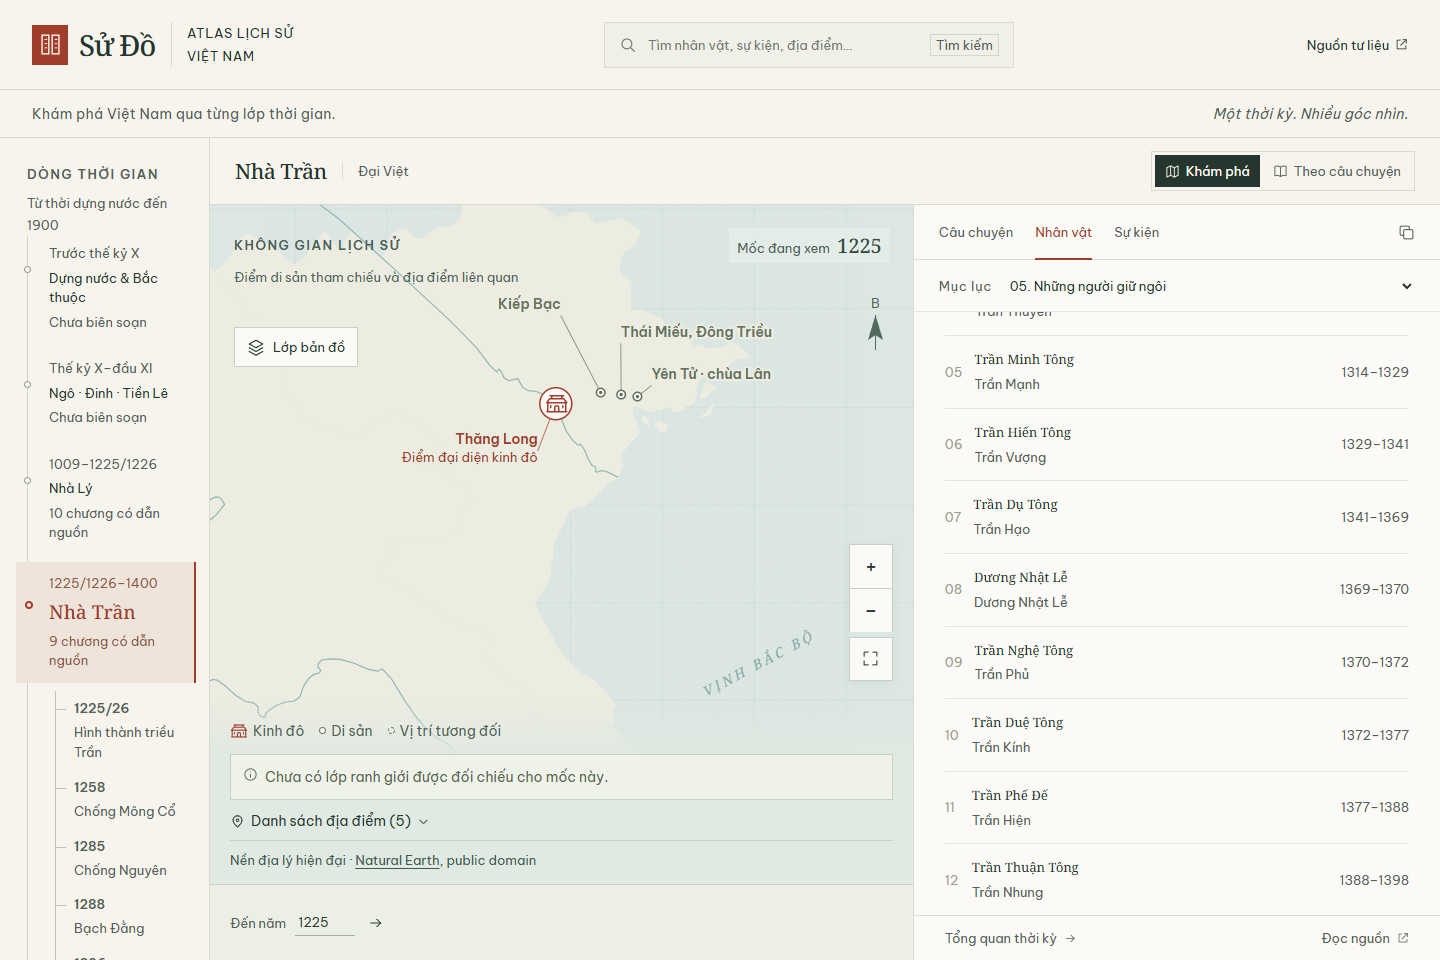 Sử Đồ
ATLAS LỊCH SỬ
VIỆT NAM
Tìm nhân vật, sự kiện, địa điểm...
Tìm kiếm
Nguồn tư liệu
Khám phá Việt Nam qua từng lớp thời gian.
Một thời kỳ. Nhiều góc nhìn.
DÒNG THỜI GIAN
Từ thời dựng nước đến
1900
Trước thế kỷ X
Dựng nước & Bắc
thuộc
Chưa biên soạn
Thế kỷ X–đầu XI
Ngô · Đinh · Tiền Lê
Chưa biên soạn
1009–1225/1226
Nhà Lý
10 chương có dẫn
nguồn
1225/1226–1400
Nhà Trần
9 chương có dẫn
nguồn
1225/26
Hình thành triều
Trần
1258
Chống Mông Cổ
1285
Chống Nguyên
1288
Bạch Đằng
Nhà Trần
Đại Việt
Khám phá
Theo câu chuyện
KHÔNG GIAN LỊCH SỬ
Điểm di sản tham chiếu và địa điểm liên quan
Mốc đang xem 1225
Lớp bản đồ
B
Kiếp Bạc
Thái Miếu, Đông Triều
Yên Tử · chùa Lân
Thăng Long
Điểm đại diện kinh đô
+
−
VỊNH BẮC BỘ
Kinh đô
Di sản
Vị trí tương đối
Chưa có lớp ranh giới được đối chiếu cho mốc này.
Danh sách địa điểm (5)
Nền địa lý hiện đại · Natural Earth, public domain
Đến năm 1225 →
Câu chuyện
Nhân vật
Sự kiện
Mục lục
05. Những người giữ ngôi
Trần Thuyên
05 Trần Minh Tông 1314–1329
Trần Mạnh
06 Trần Hiến Tông 1329–1341
Trần Vượng
07 Trần Dụ Tông 1341–1369
Trần Hạo
08 Dương Nhật Lễ 1369–1370
Dương Nhật Lễ
09 Trần Nghệ Tông 1370–1372
Trần Phủ
10 Trần Duệ Tông 1372–1377
Trần Kính
11 Trần Phế Đế 1377–1388
Trần Hiện
12 Trần Thuận Tông 1388–1398
Trần Nhung
Tổng quan thời kỳ →
Đọc nguồn